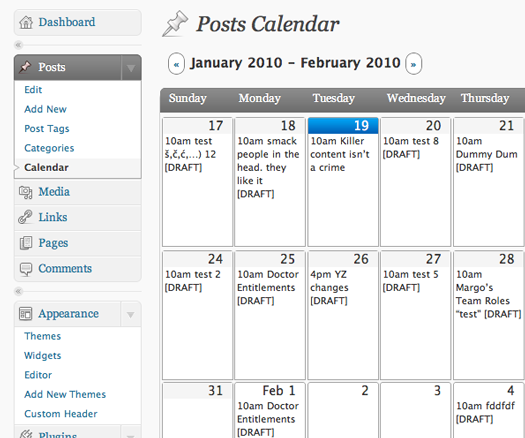 Dashboard
Posts
Edit
Add New
Post Tags
Categories
Calendar
Media
Links
Pages
Comments
Appearance
Themes
Widgets
Editor
Add New Themes
Custom Header
Plugins
Posts Calendar
« January 2010 – February 2010 »
Sunday Monday Tuesday Wednesday Thursday
17
10am test
š,č,ć,...) 12
[DRAFT]
18
10am smack
people in the
head. they
like it
[DRAFT]
19
10am Killer
content isn't
a crime
20
10am test 8
[DRAFT]
21
10am
Dummy Dum
[DRAFT]
24
10am test 2
[DRAFT]
25
10am Doctor
Entitlements
[DRAFT]
26
4pm YZ
changes
[DRAFT]
27
10am test 5
[DRAFT]
28
10am
Margo's
Team Roles
“test” [DRAFT]
31
Feb 1
10am Doctor
Entitlements
[DRAFT]
2
3
4
10am fddfdf
[DRAFT]